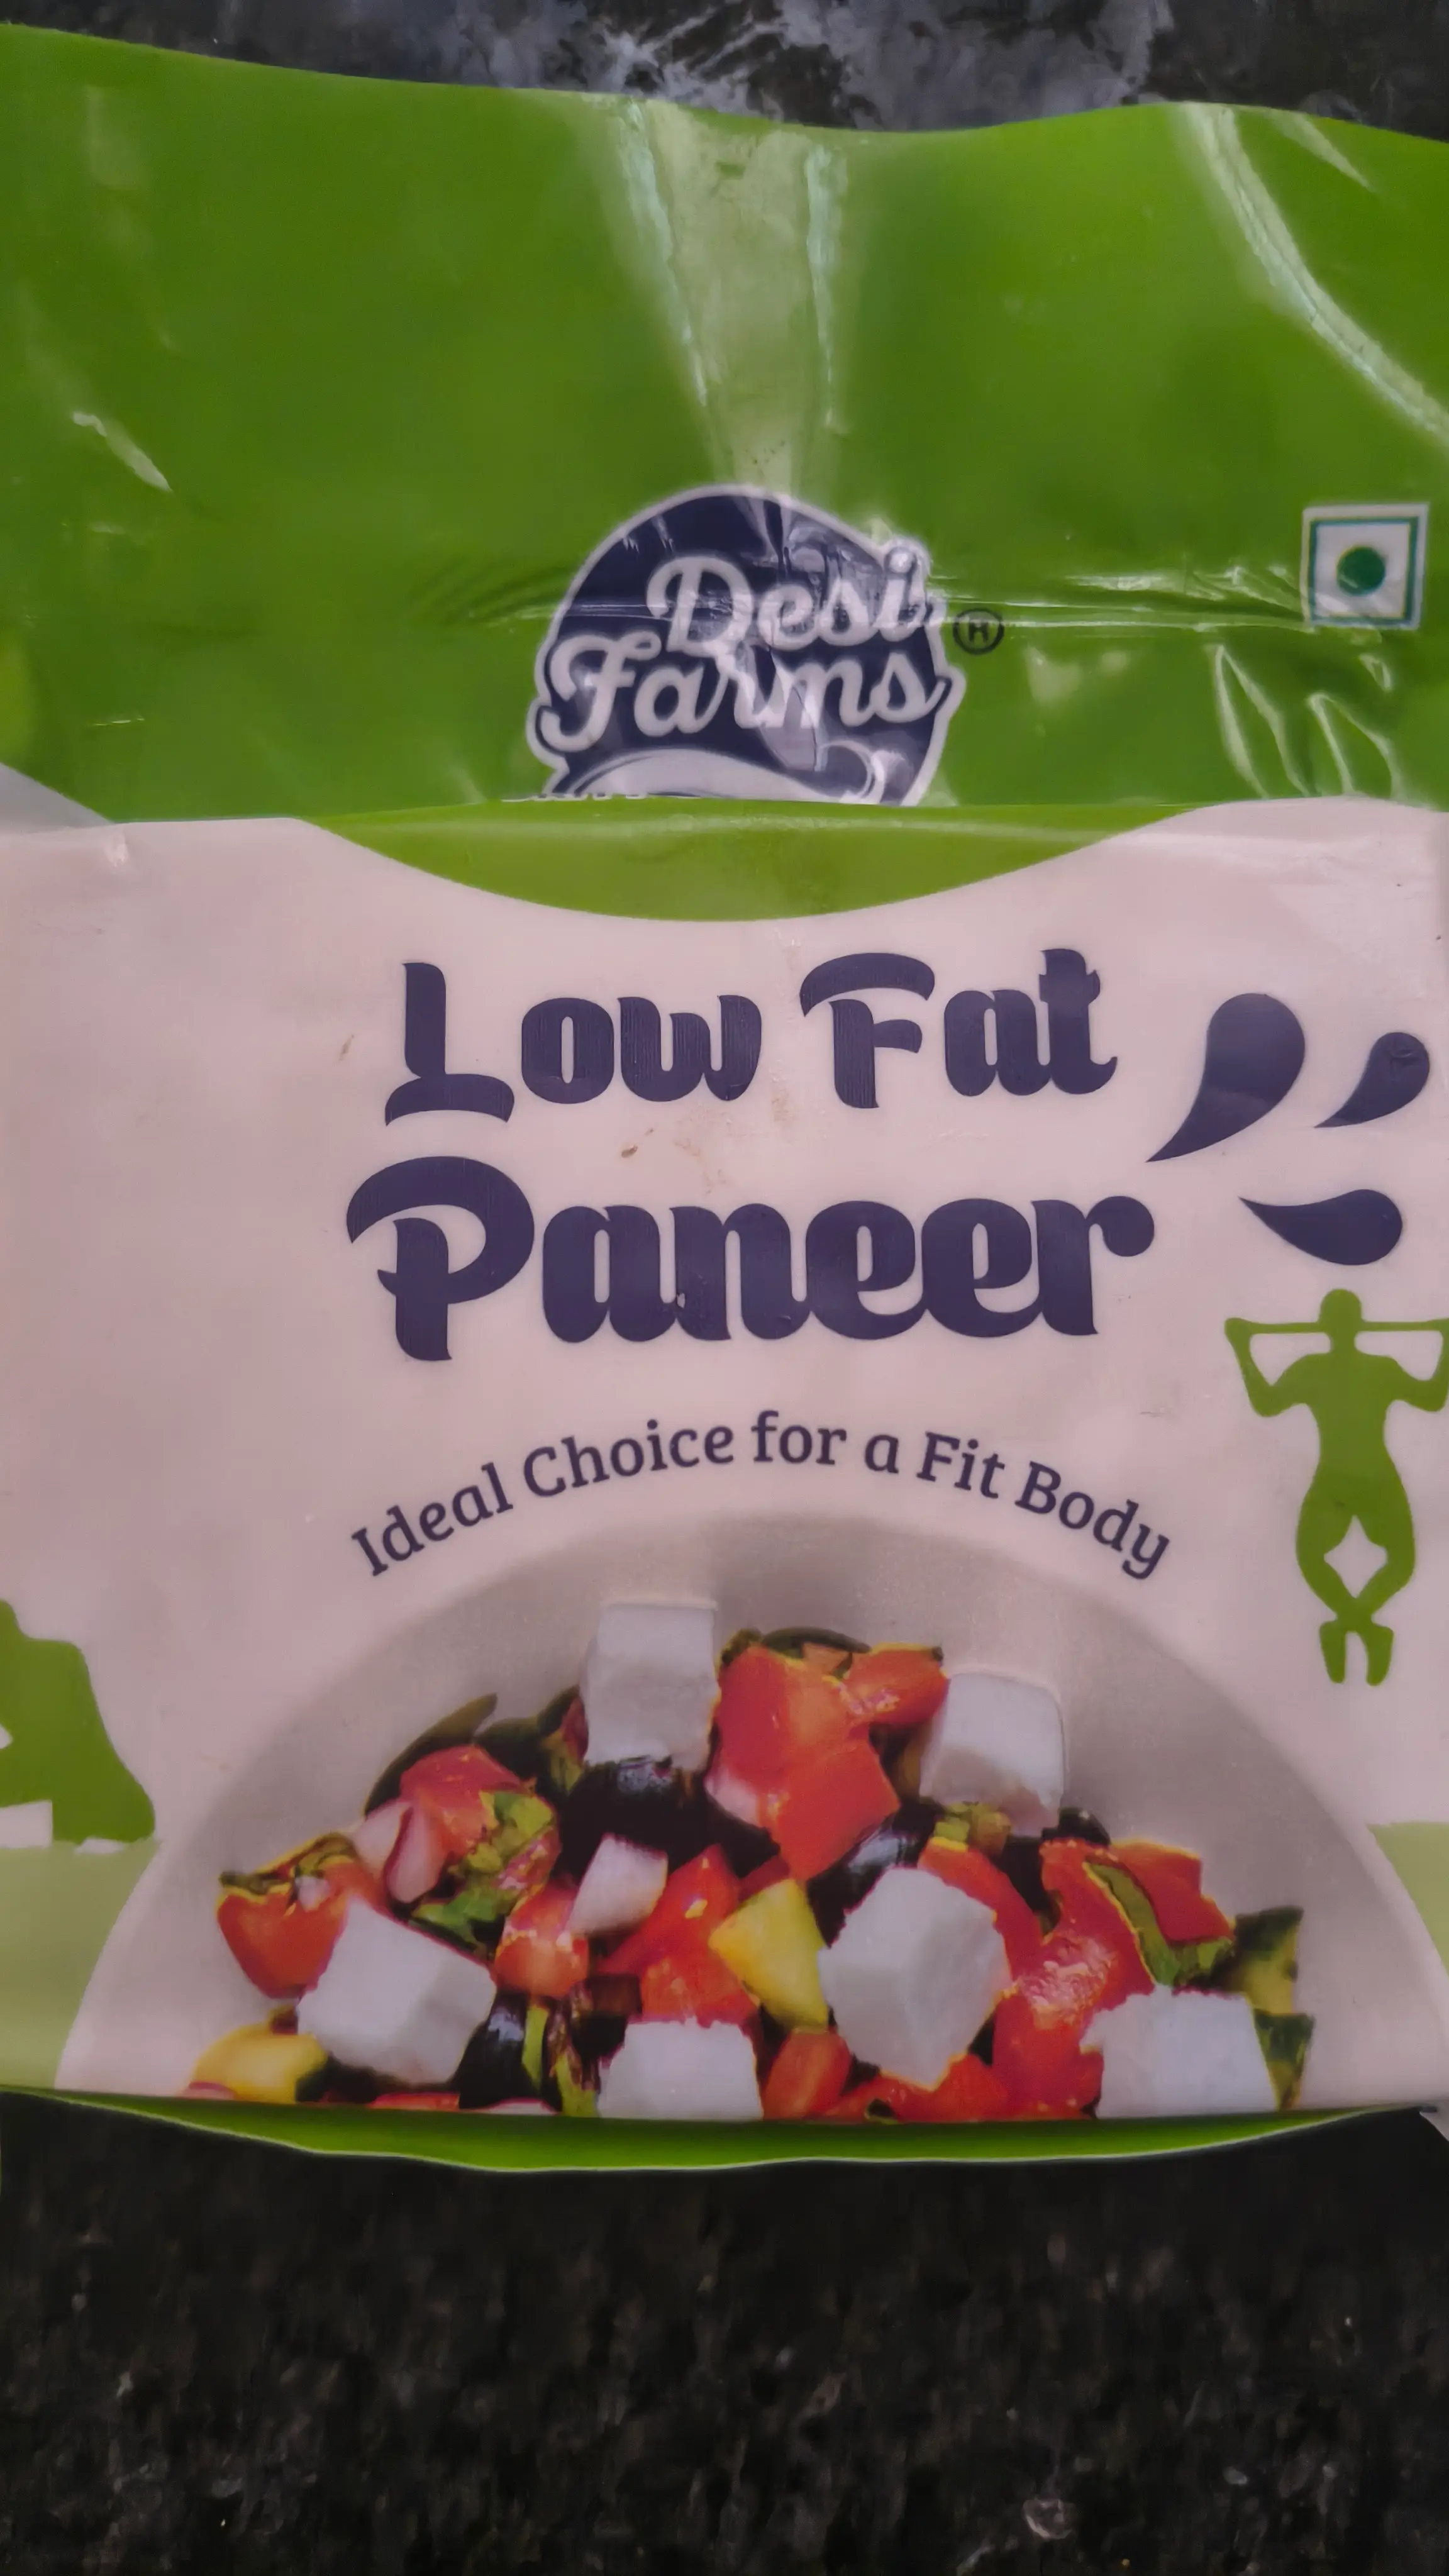 Desi
Farms
Low Fat
Paneer
Ideal Choice for a Fit Body